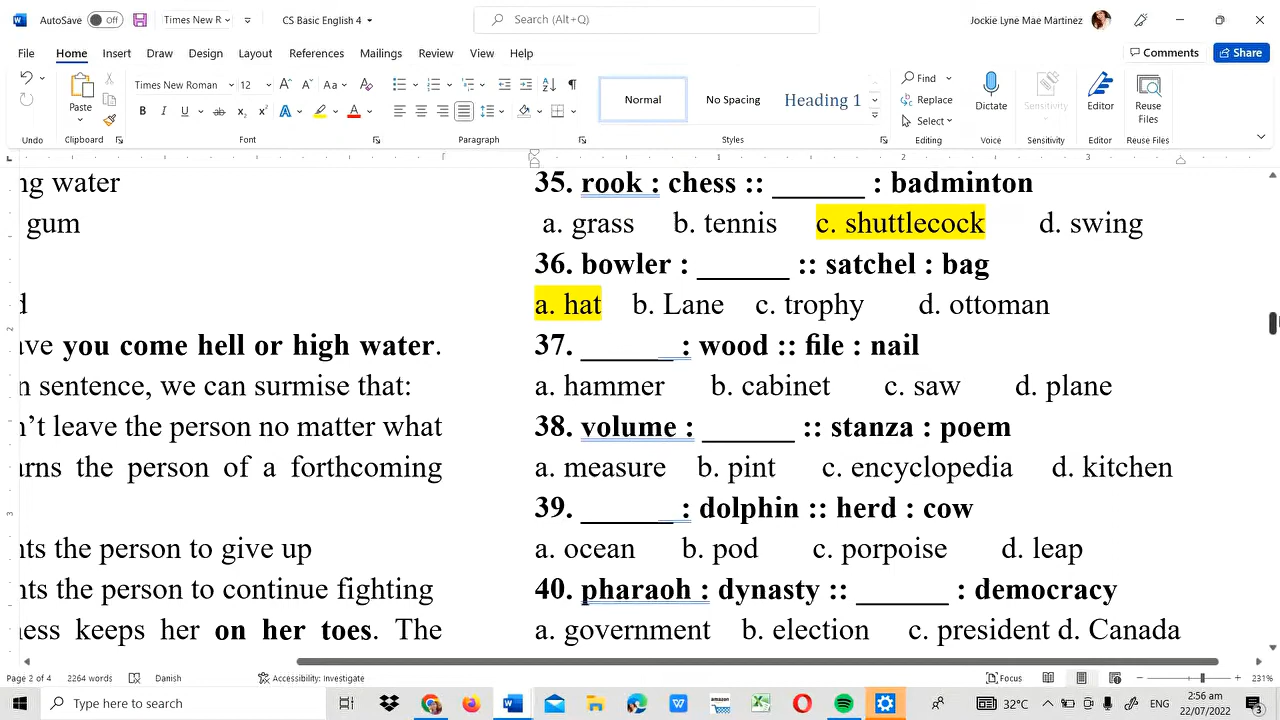 AutoSave Off Times New R CS Basic English 4 Search (Alt+Q) Jockie Lyne Mae Martinez
File Home Insert Draw Design Layout References Mailings Review View Help Comments Share
Times New Roman 12 Aa Find
Paste Normal No Spacing Heading 1 Replace Dictate Sensitivity Editor Reuse Files
B I U ab x₂ x² A A Select
Undo Clipboard Font Paragraph Styles Editing Voice Sensitivity Editor Reuse Files
1 2 3
ng water
gum
d
ave you come hell or high water.
n sentence, we can surmise that:
n't leave the person no matter what
arns the person of a forthcoming
nts the person to give up
nts the person to continue fighting
ness keeps her on her toes. The
35. rook : chess :: _______ : badminton
a. grass b. tennis c. shuttlecock d. swing
36. bowler : _______ :: satchel : bag
a. hat b. Lane c. trophy d. ottoman
37. _______ : wood :: file : nail
a. hammer b. cabinet c. saw d. plane
38. volume : _______ :: stanza : poem
a. measure b. pint c. encyclopedia d. kitchen
39. _______ : dolphin :: herd : cow
a. ocean b. pod c. porpoise d. leap
40. pharaoh : dynasty :: _______ : democracy
a. government b. election c. president d. Canada
Page 2 of 4 2264 words Danish Accessibility: Investigate Focus 231%
Type here to search 32°C ENG 2:56 am
22/07/2022 3